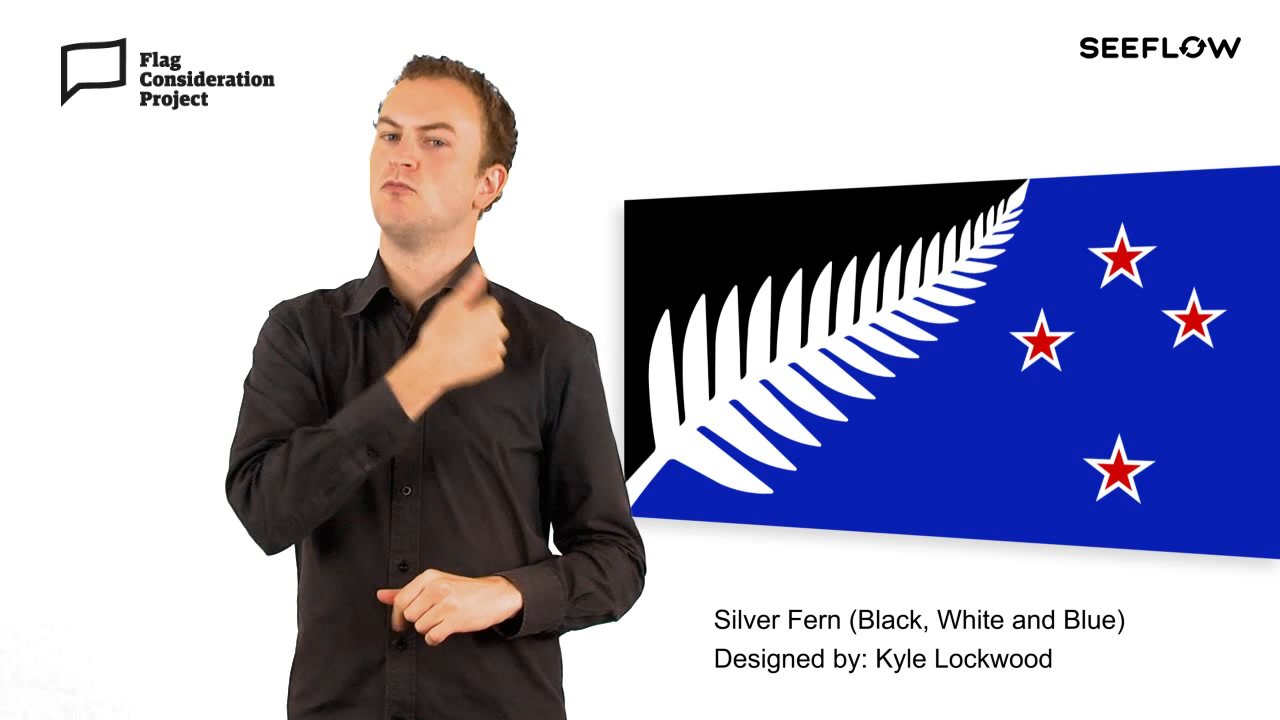 Flag
Consideration
Project
SEEFLOW
Silver Fern (Black, White and Blue)
Designed by: Kyle Lockwood